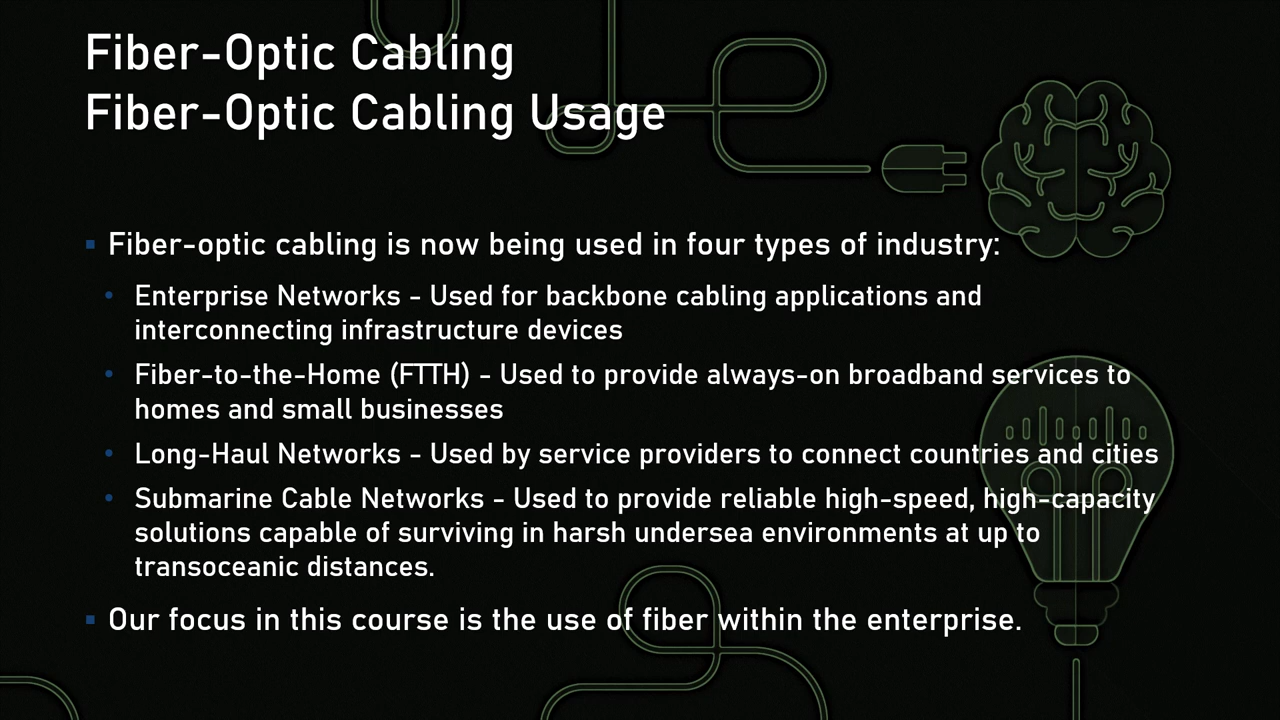 Fiber-Optic Cabling
Fiber-Optic Cabling Usage
Fiber-optic cabling is now being used in four types of industry:
Enterprise Networks - Used for backbone cabling applications and
interconnecting infrastructure devices
Fiber-to-the-Home (FTTH) - Used to provide always-on broadband services to
homes and small businesses
Long-Haul Networks - Used by service providers to connect countries and cities
Submarine Cable Networks - Used to provide reliable high-speed, high-capacity
solutions capable of surviving in harsh undersea environments at up to
transoceanic distances.
Our focus in this course is the use of fiber within the enterprise.